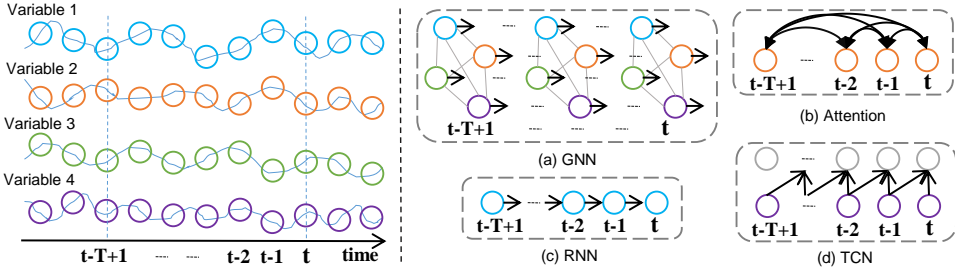 Variable 1
Variable 2
Variable 3
Variable 4
t-T+1 --- --- t-2 t-1 t time
t-T+1 t
(a) GNN
t-T+1 t-2 t-1 t
(b) Attention
t-T+1 t-2 t-1 t
(c) RNN
t-T+1 t-2 t-1 t
(d) TCN